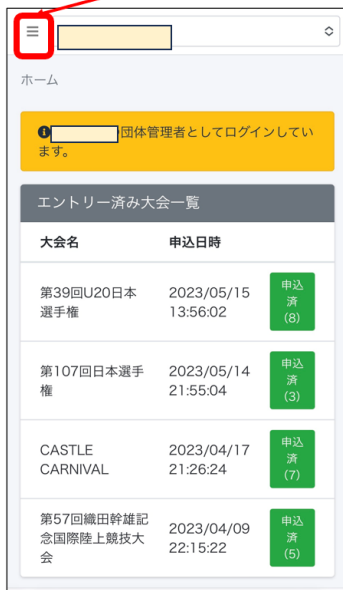 ホーム
団体管理者としてログインしてい
ます。
エントリー済み大会一覧
大会名 申込日時
第39回U20日本
選手権
2023/05/15
13:56:02
申込
済
(8)
第107回日本選手
権
2023/05/14
21:55:04
申込
済
(3)
CASTLE
CARNIVAL
2023/04/17
21:26:24
申込
済
(7)
第57回織田幹雄記
念国際陸上競技大
会
2023/04/09
22:15:22
申込
済
(5)